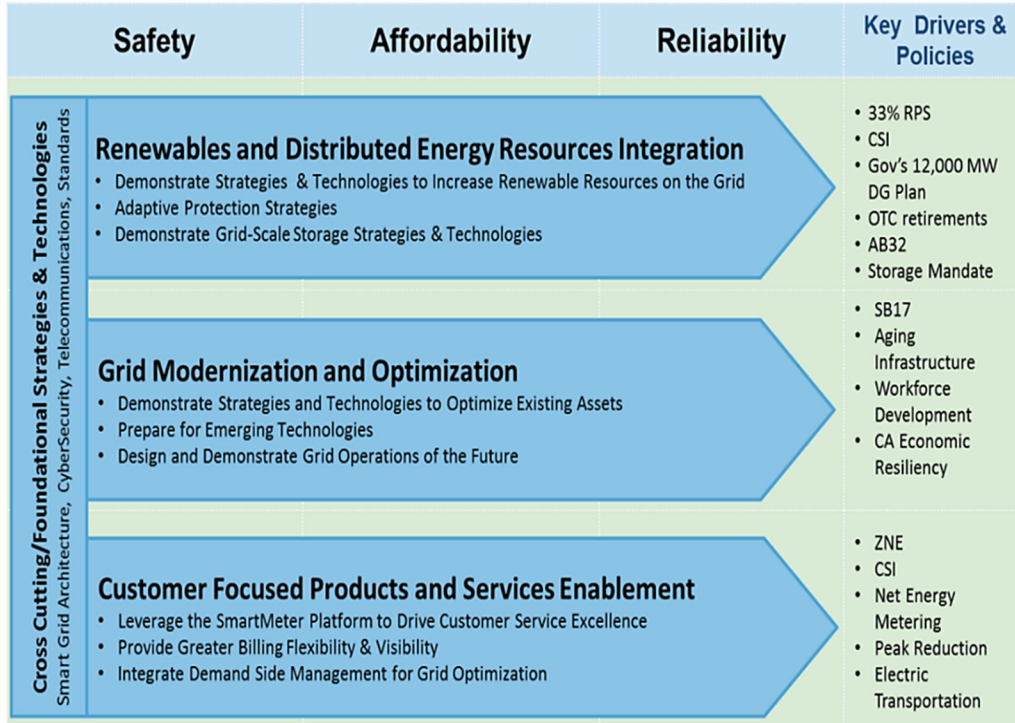 Safety
Affordability
Reliability
Key Drivers &
Policies
Cross Cutting/Foundational Strategies & Technologies
Smart Grid Architecture, CyberSecurity, Telecommunications, Standards
Renewables and Distributed Energy Resources Integration
• Demonstrate Strategies & Technologies to Increase Renewable Resources on the Grid
• Adaptive Protection Strategies
• Demonstrate Grid-Scale Storage Strategies & Technologies
• 33% RPS
• CSI
• Gov's 12,000 MW
DG Plan
• OTC retirements
• AB32
• Storage Mandate
Grid Modernization and Optimization
• Demonstrate Strategies and Technologies to Optimize Existing Assets
• Prepare for Emerging Technologies
• Design and Demonstrate Grid Operations of the Future
• SB17
• Aging
Infrastructure
• Workforce
Development
• CA Economic
Resiliency
Customer Focused Products and Services Enablement
• Leverage the SmartMeter Platform to Drive Customer Service Excellence
• Provide Greater Billing Flexibility & Visibility
• Integrate Demand Side Management for Grid Optimization
• ZNE
• CSI
• Net Energy
Metering
• Peak Reduction
• Electric
Transportation